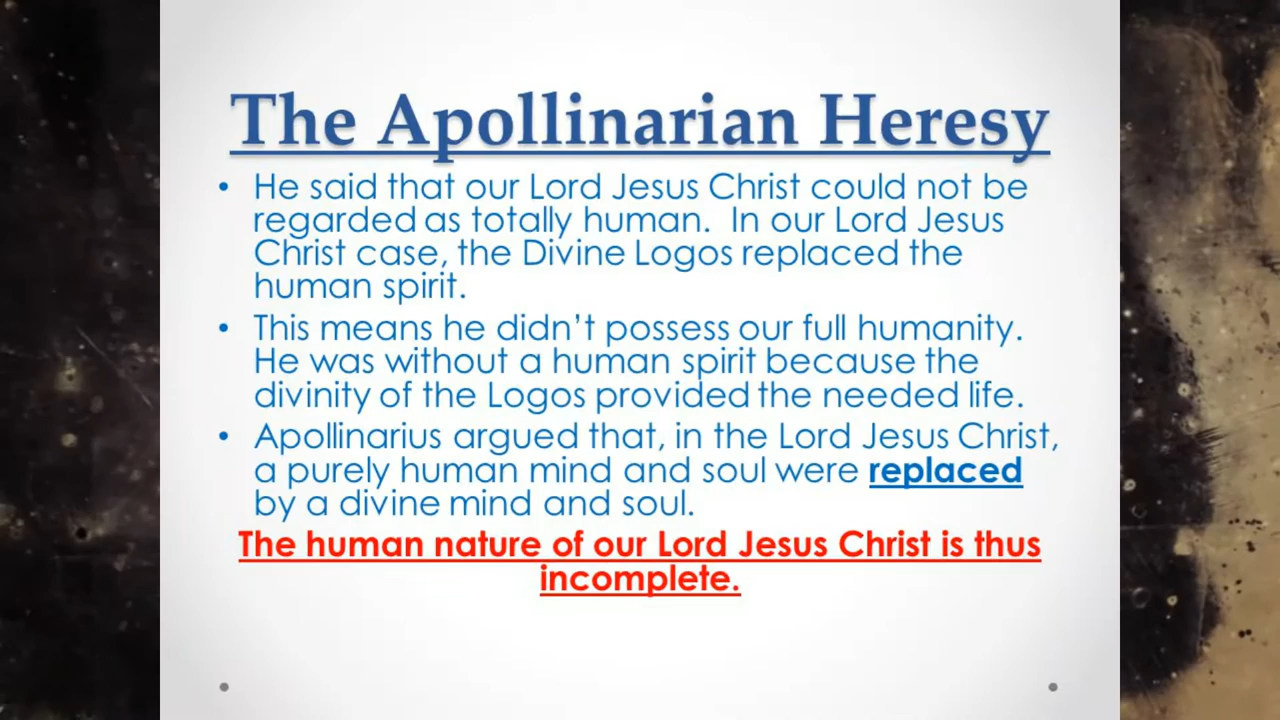 The Apollinarian Heresy
• He said that our Lord Jesus Christ could not be
regarded as totally human. In our Lord Jesus
Christ case, the Divine Logos replaced the
human spirit.
• This means he didn't possess our full humanity.
He was without a human spirit because the
divinity of the Logos provided the needed life.
• Apollinarius argued that, in the Lord Jesus Christ,
a purely human mind and soul were replaced
by a divine mind and soul.
The human nature of our Lord Jesus Christ is thus
incomplete.